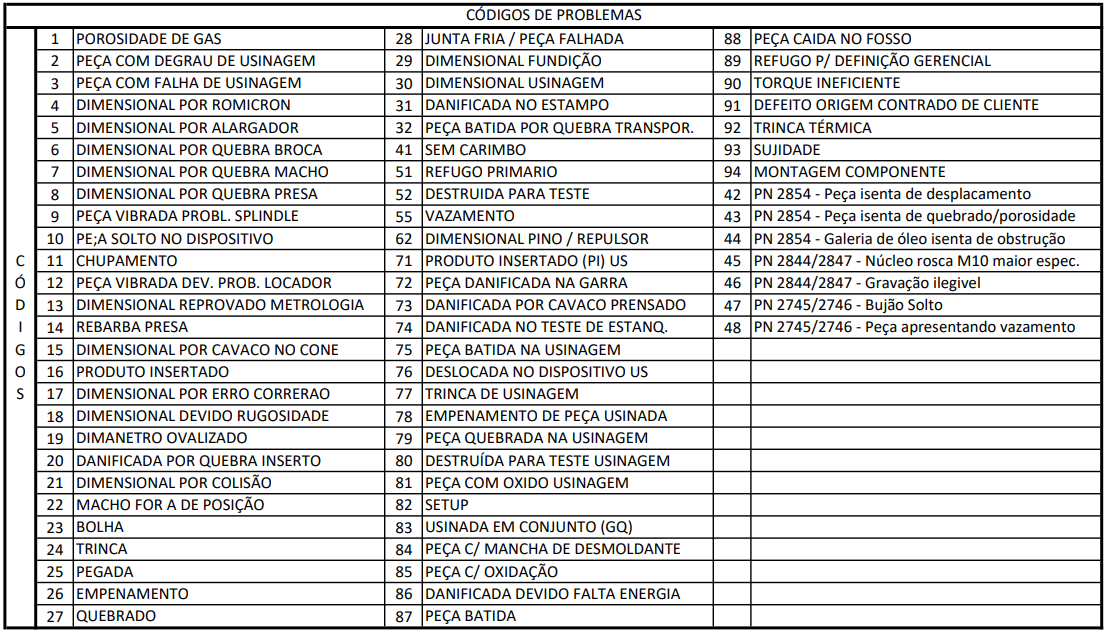 CÓDIGOS DE PROBLEMAS
CÓDIGOS
1 POROSIDADE DE GAS 28 JUNTA FRIA / PEÇA FALHADA 88 PEÇA CAIDA NO FOSSO
2 PEÇA COM DEGRAU DE USINAGEM 29 DIMENSIONAL FUNDIÇÃO 89 REFUGO P/ DEFINIÇÃO GERENCIAL
3 PEÇA COM FALHA DE USINAGEM 30 DIMENSIONAL USINAGEM 90 TORQUE INEFICIENTE
4 DIMENSIONAL POR ROMICRON 31 DANIFICADA NO ESTAMPO 91 DEFEITO ORIGEM CONTRADO DE CLIENTE
5 DIMENSIONAL POR ALARGADOR 32 PEÇA BATIDA POR QUEBRA TRANSPOR. 92 TRINCA TÉRMICA
6 DIMENSIONAL POR QUEBRA BROCA 41 SEM CARIMBO 93 SUJIDADE
7 DIMENSIONAL POR QUEBRA MACHO 51 REFUGO PRIMARIO 94 MONTAGEM COMPONENTE
8 DIMENSIONAL POR QUEBRA PRESA 52 DESTRUIDA PARA TESTE 42 PN 2854 - Peça isenta de desplacamento
9 PEÇA VIBRADA PROBL. SPLINDLE 55 VAZAMENTO 43 PN 2854 - Peça isenta de quebrado/porosidade
10 PE;A SOLTO NO DISPOSITIVO 62 DIMENSIONAL PINO / REPULSOR 44 PN 2854 - Galeria de óleo isenta de obstrução
11 CHUPAMENTO 71 PRODUTO INSERTADO (PI) US 45 PN 2844/2847 - Núcleo rosca M10 maior espec.
12 PEÇA VIBRADA DEV. PROB. LOCADOR 72 PEÇA DANIFICADA NA GARRA 46 PN 2844/2847 - Gravação ilegivel
13 DIMENSIONAL REPROVADO METROLOGIA 73 DANIFICADA POR CAVACO PRENSADO 47 PN 2745/2746 - Bujão Solto
14 REBARBA PRESA 74 DANIFICADA NO TESTE DE ESTANQ. 48 PN 2745/2746 - Peça apresentando vazamento
15 DIMENSIONAL POR CAVACO NO CONE 75 PEÇA BATIDA NA USINAGEM
16 PRODUTO INSERTADO 76 DESLOCADA NO DISPOSITIVO US
17 DIMENSIONAL POR ERRO CORRERAO 77 TRINCA DE USINAGEM
18 DIMENSIONAL DEVIDO RUGOSIDADE 78 EMPENAMENTO DE PEÇA USINADA
19 DIMANETRO OVALIZADO 79 PEÇA QUEBRADA NA USINAGEM
20 DANIFICADA POR QUEBRA INSERTO 80 DESTRUÍDA PARA TESTE USINAGEM
21 DIMENSIONAL POR COLISÃO 81 PEÇA COM OXIDO USINAGEM
22 MACHO FOR A DE POSIÇÃO 82 SETUP
23 BOLHA 83 USINADA EM CONJUNTO (GQ)
24 TRINCA 84 PEÇA C/ MANCHA DE DESMOLDANTE
25 PEGADA 85 PEÇA C/ OXIDAÇÃO
26 EMPENAMENTO 86 DANIFICADA DEVIDO FALTA ENERGIA
27 QUEBRADO 87 PEÇA BATIDA